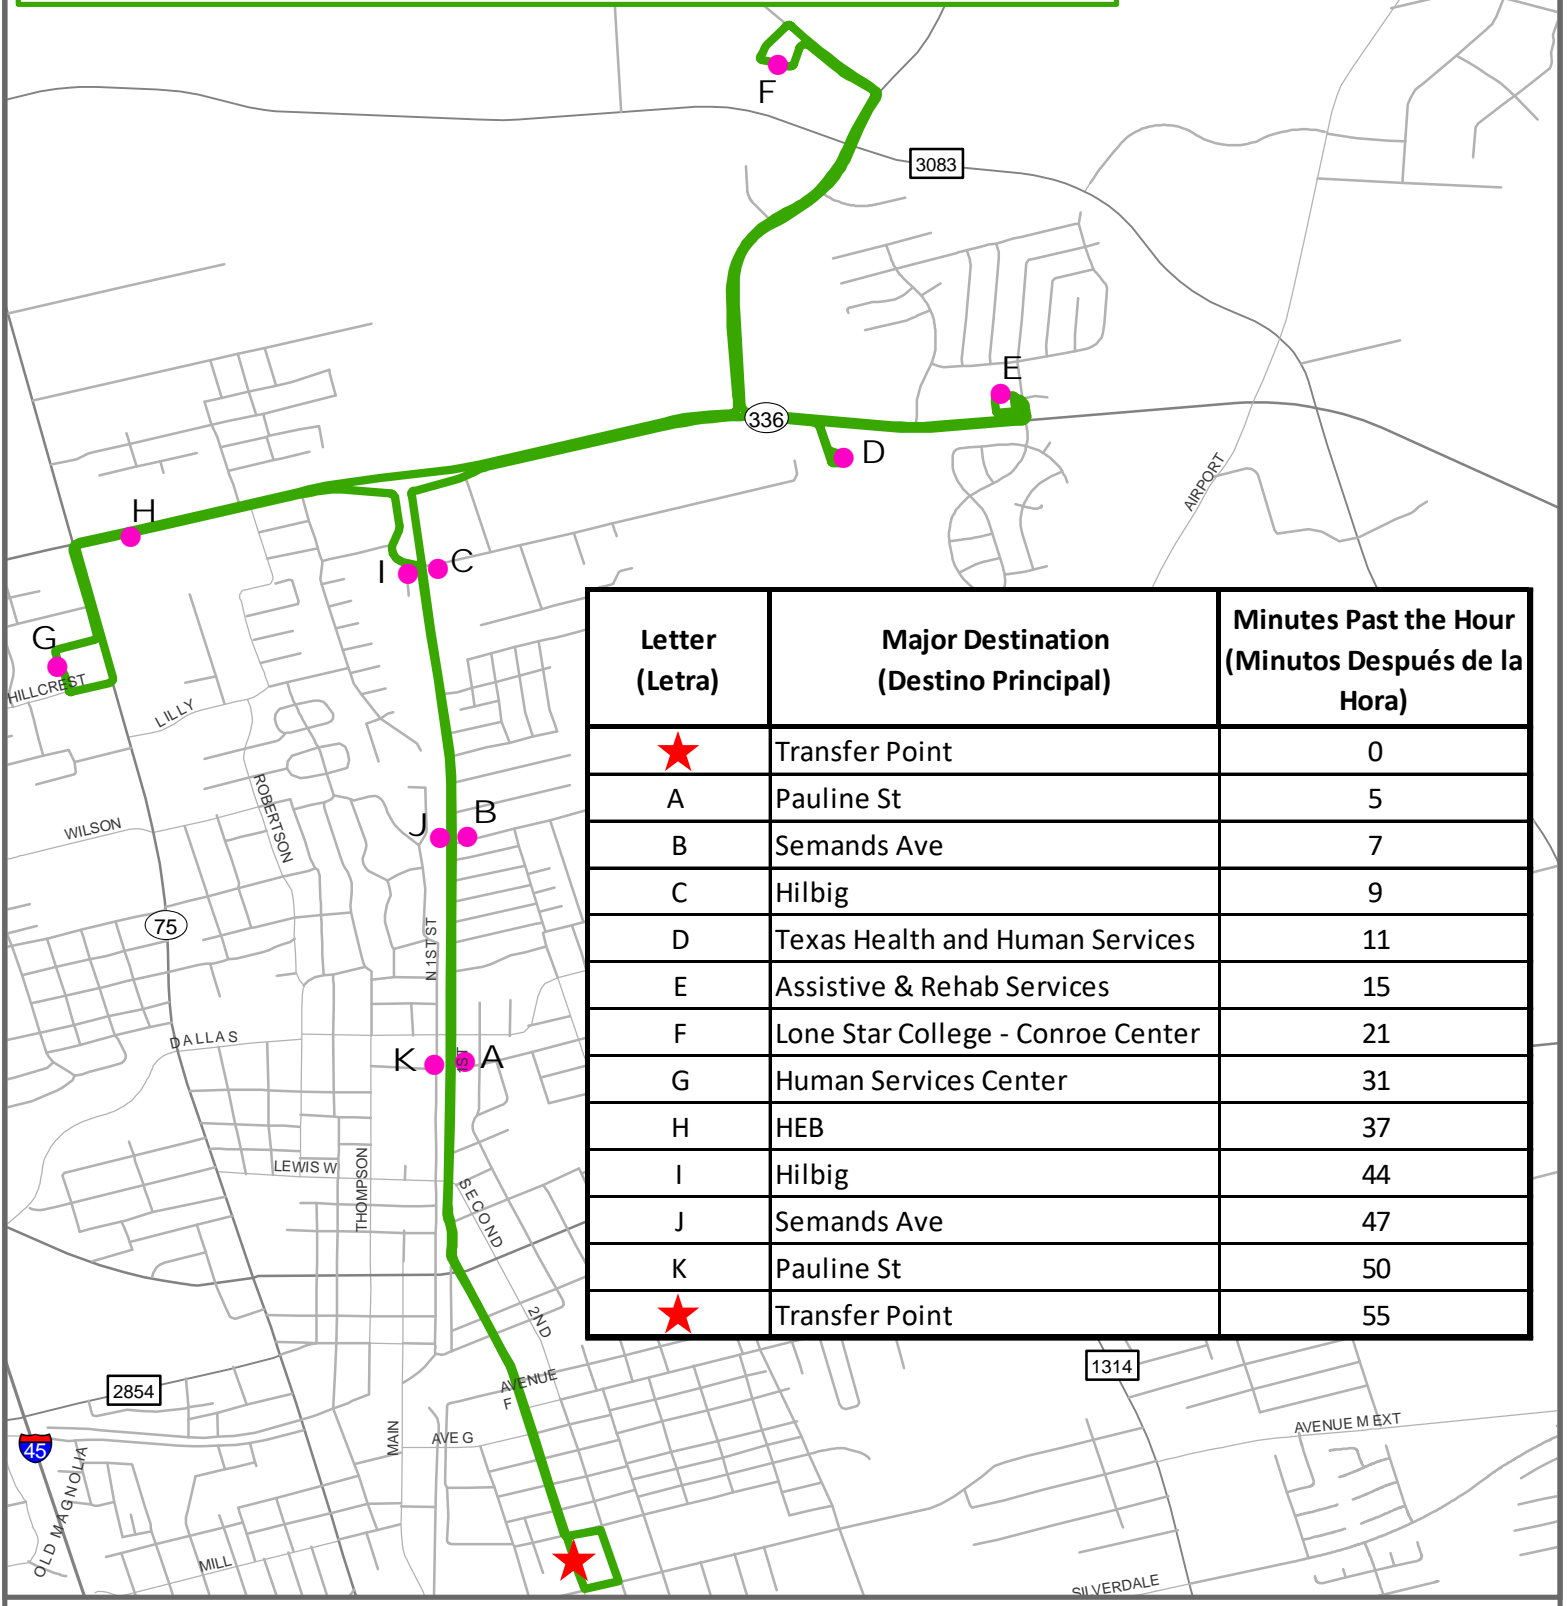 F
3083
E
336
D
H
C
I
AIRPORT
G
HILLCREST
LILLY
ROBERTSON
WILSON
J
B
75
N 1ST ST
DALLAS
K
1ST
A
LEWIS W
THOMPSON
SECOND
2ND
2854
AVENUE
F
1314
MAIN
AVE G
AVENUE M EXT
45
OLD MAGNOLIA
MILL
SILVERDALE
Letter
(Letra)
Major Destination
(Destino Principal)
Minutes Past the Hour
(Minutos Después de la
Hora)
Transfer Point 0
A Pauline St 5
B Semands Ave 7
C Hilbig 9
D Texas Health and Human Services 11
E Assistive & Rehab Services 15
F Lone Star College - Conroe Center 21
G Human Services Center 31
H HEB 37
I Hilbig 44
J Semands Ave 47
K Pauline St 50
Transfer Point 55